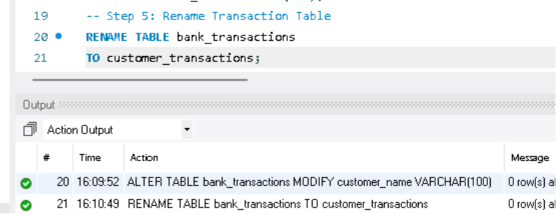 19 -- Step 5: Rename Transaction Table
20 RENAME TABLE bank_transactions
21 TO customer_transactions;
Output
Action Output
# Time Action Message
20 16:09:52 ALTER TABLE bank_transactions MODIFY customer_name VARCHAR(100) 0 row(s) a
21 16:10:49 RENAME TABLE bank_transactions TO customer_transactions 0 row(s) a